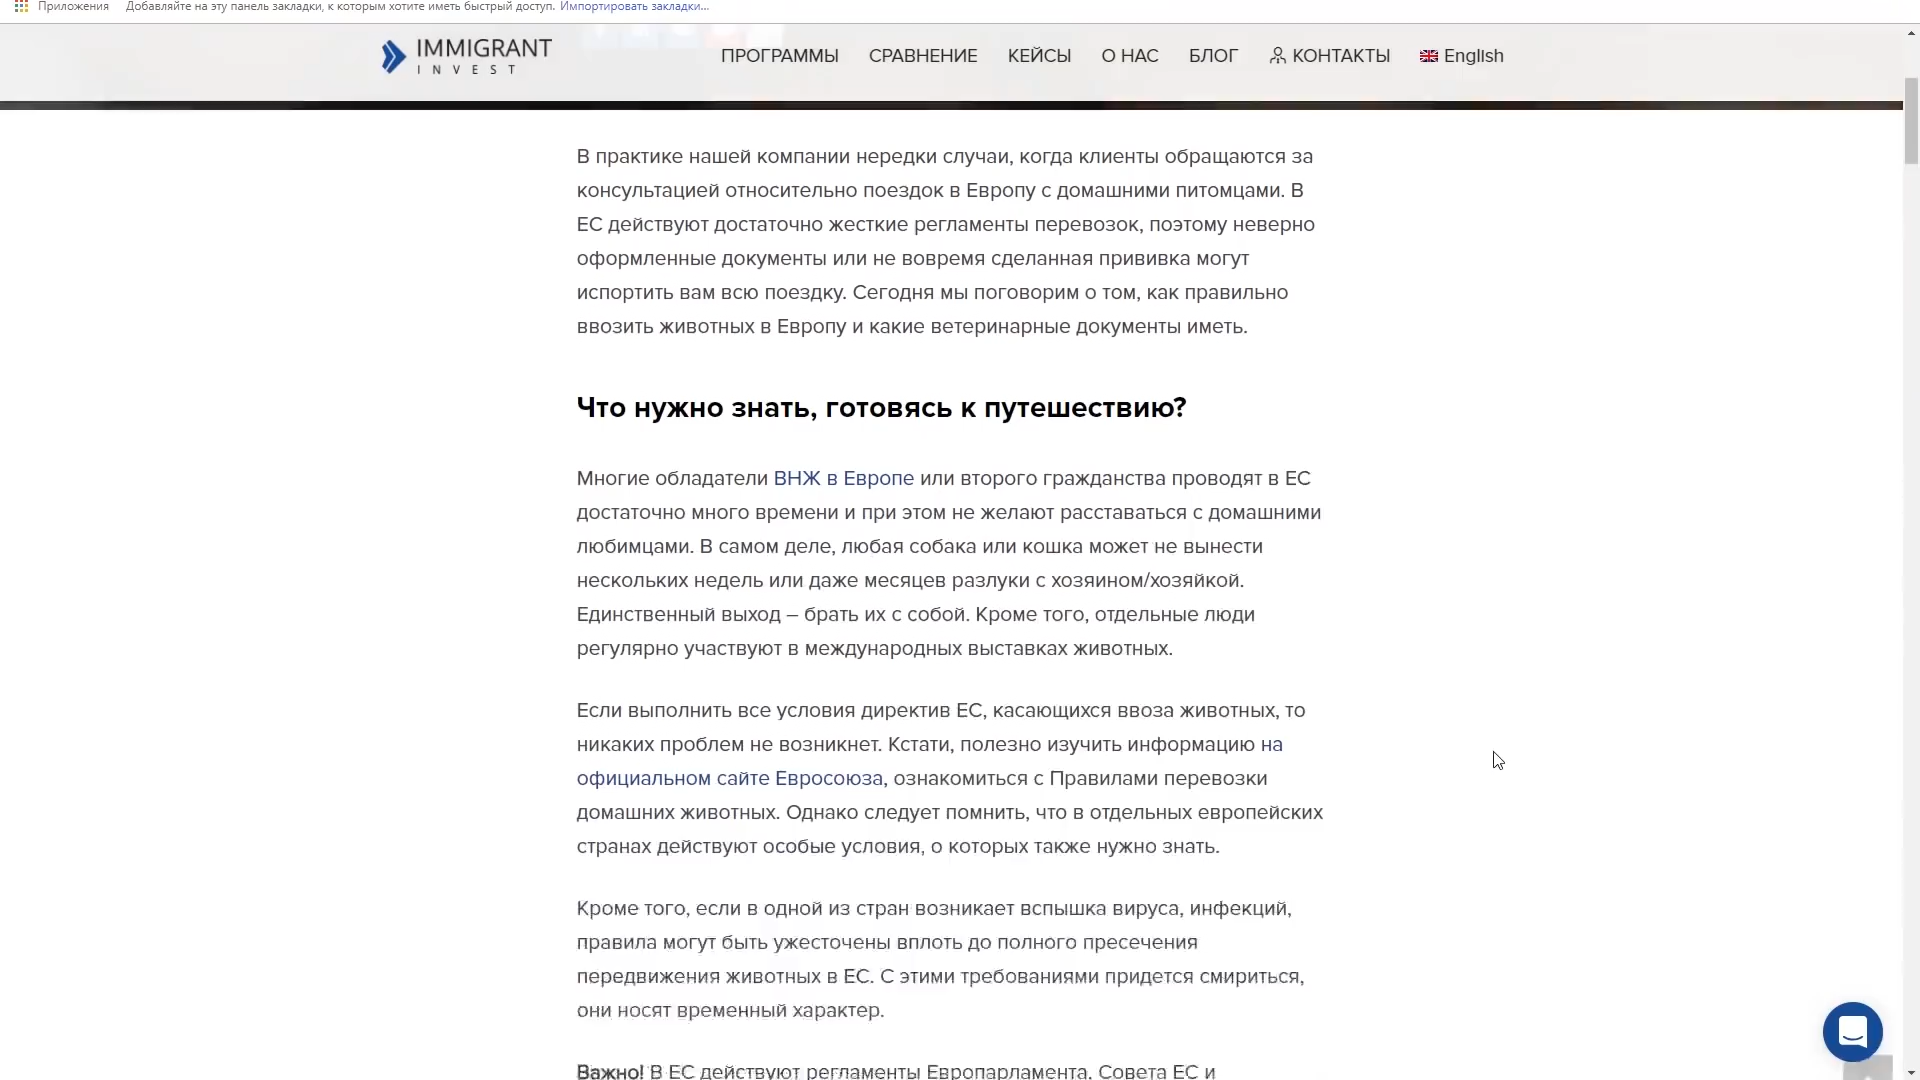 Приложения Добавляйте на эту панель закладки, к которым хотите иметь быстрый доступ. Импортировать закладки...
IMMIGRANT
INVEST
ПРОГРАММЫ СРАВНЕНИЕ КЕЙСЫ О НАС БЛОГ КОНТАКТЫ English
В практике нашей компании нередки случаи, когда клиенты обращаются за
консультацией относительно поездок в Европу с домашними питомцами. В
ЕС действуют достаточно жесткие регламенты перевозок, поэтому неверно
оформленные документы или не вовремя сделанная прививка могут
испортить вам всю поездку. Сегодня мы поговорим о том, как правильно
ввозить животных в Европу и какие ветеринарные документы иметь.
Что нужно знать, готовясь к путешествию?
Многие обладатели ВНЖ в Европе или второго гражданства проводят в ЕС
достаточно много времени и при этом не желают расставаться с домашними
любимцами. В самом деле, любая собака или кошка может не вынести
нескольких недель или даже месяцев разлуки с хозяином/хозяйкой.
Единственный выход – брать их с собой. Кроме того, отдельные люди
регулярно участвуют в международных выставках животных.
Если выполнить все условия директив ЕС, касающихся ввоза животных, то
никаких проблем не возникнет. Кстати, полезно изучить информацию на
официальном сайте Евросоюза, ознакомиться с Правилами перевозки
домашних животных. Однако следует помнить, что в отдельных европейских
странах действуют особые условия, о которых также нужно знать.
Кроме того, если в одной из стран возникает вспышка вируса, инфекций,
правила могут быть ужесточены вплоть до полного пресечения
передвижения животных в ЕС. С этими требованиями придется смириться,
они носят временный характер.
Важно! В ЕС действуют регламенты Европарламента, Совета ЕС и